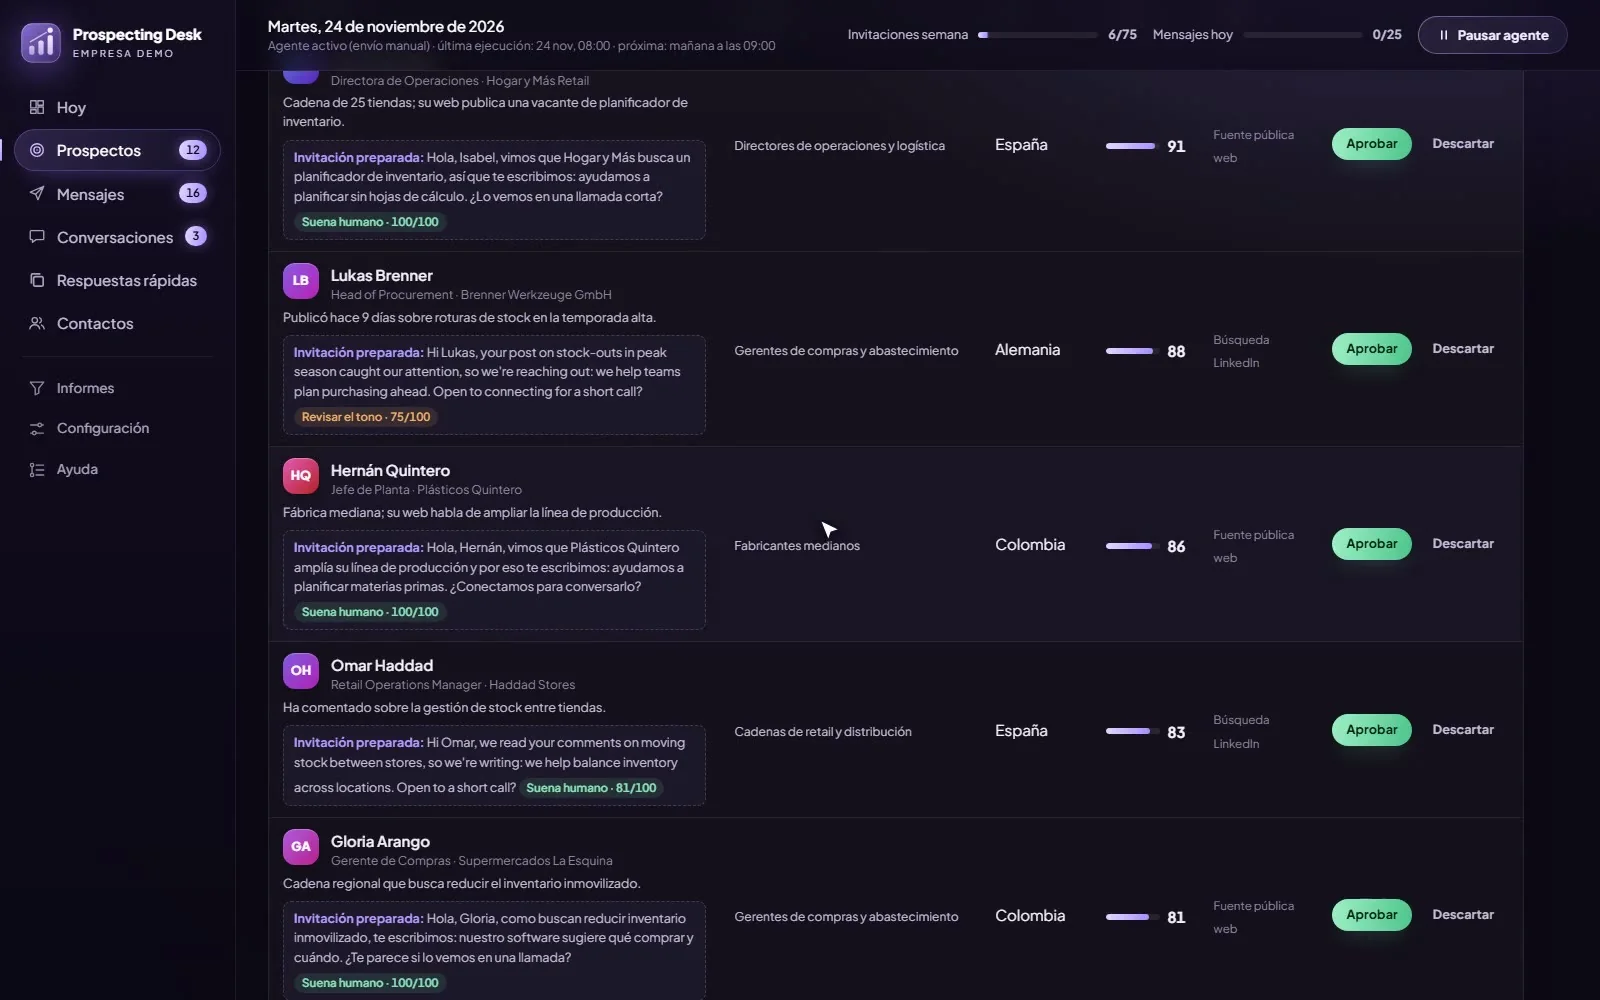 Prospecting Desk
EMPRESA DEMO
Hoy
Prospectos 12
Mensajes 16
Conversaciones 3
Respuestas rápidas
Contactos
Informes
Configuración
Ayuda
Martes, 24 de noviembre de 2026
Agente activo (envío manual) · última ejecución: 24 nov, 08:00 · próxima: mañana a las 09:00
Invitaciones semana 6/75 Mensajes hoy 0/25 Pausar agente
Directora de Operaciones · Hogar y Más Retail
Cadena de 25 tiendas; su web publica una vacante de planificador de
inventario.
Invitación preparada: Hola, Isabel, vimos que Hogar y Más busca un
planificador de inventario, así que te escribimos: ayudamos a
planificar sin hojas de cálculo. ¿Lo vemos en una llamada corta?
Suena humano · 100/100
Directores de operaciones y logística
España
91
Fuente pública
web
Aprobar
Descartar
LB
Lukas Brenner
Head of Procurement · Brenner Werkzeuge GmbH
Publicó hace 9 días sobre roturas de stock en la temporada alta.
Invitación preparada: Hi Lukas, your post on stock-outs in peak
season caught our attention, so we're reaching out: we help teams
plan purchasing ahead. Open to connecting for a short call?
Revisar el tono · 75/100
Gerentes de compras y abastecimiento
Alemania
88
Búsqueda
LinkedIn
Aprobar
Descartar
HQ
Hernán Quintero
Jefe de Planta · Plásticos Quintero
Fábrica mediana; su web habla de ampliar la línea de producción.
Invitación preparada: Hola, Hernán, vimos que Plásticos Quintero
amplía su línea de producción y por eso te escribimos: ayudamos a
planificar materias primas. ¿Conectamos para conversarlo?
Suena humano · 100/100
Fabricantes medianos
Colombia
86
Fuente pública
web
Aprobar
Descartar
OH
Omar Haddad
Retail Operations Manager · Haddad Stores
Ha comentado sobre la gestión de stock entre tiendas.
Invitación preparada: Hi Omar, we read your comments on moving
stock between stores, so we're writing: we help balance inventory
across locations. Open to a short call? Suena humano · 81/100
Cadenas de retail y distribución
España
83
Búsqueda
LinkedIn
Aprobar
Descartar
GA
Gloria Arango
Gerente de Compras · Supermercados La Esquina
Cadena regional que busca reducir el inventario inmovilizado.
Invitación preparada: Hola, Gloria, como buscan reducir inventario
inmovilizado, te escribimos: nuestro software sugiere qué comprar y
cuándo. ¿Te parece si lo vemos en una llamada?
Suena humano · 100/100
Gerentes de compras y abastecimiento
Colombia
81
Fuente pública
web
Aprobar
Descartar